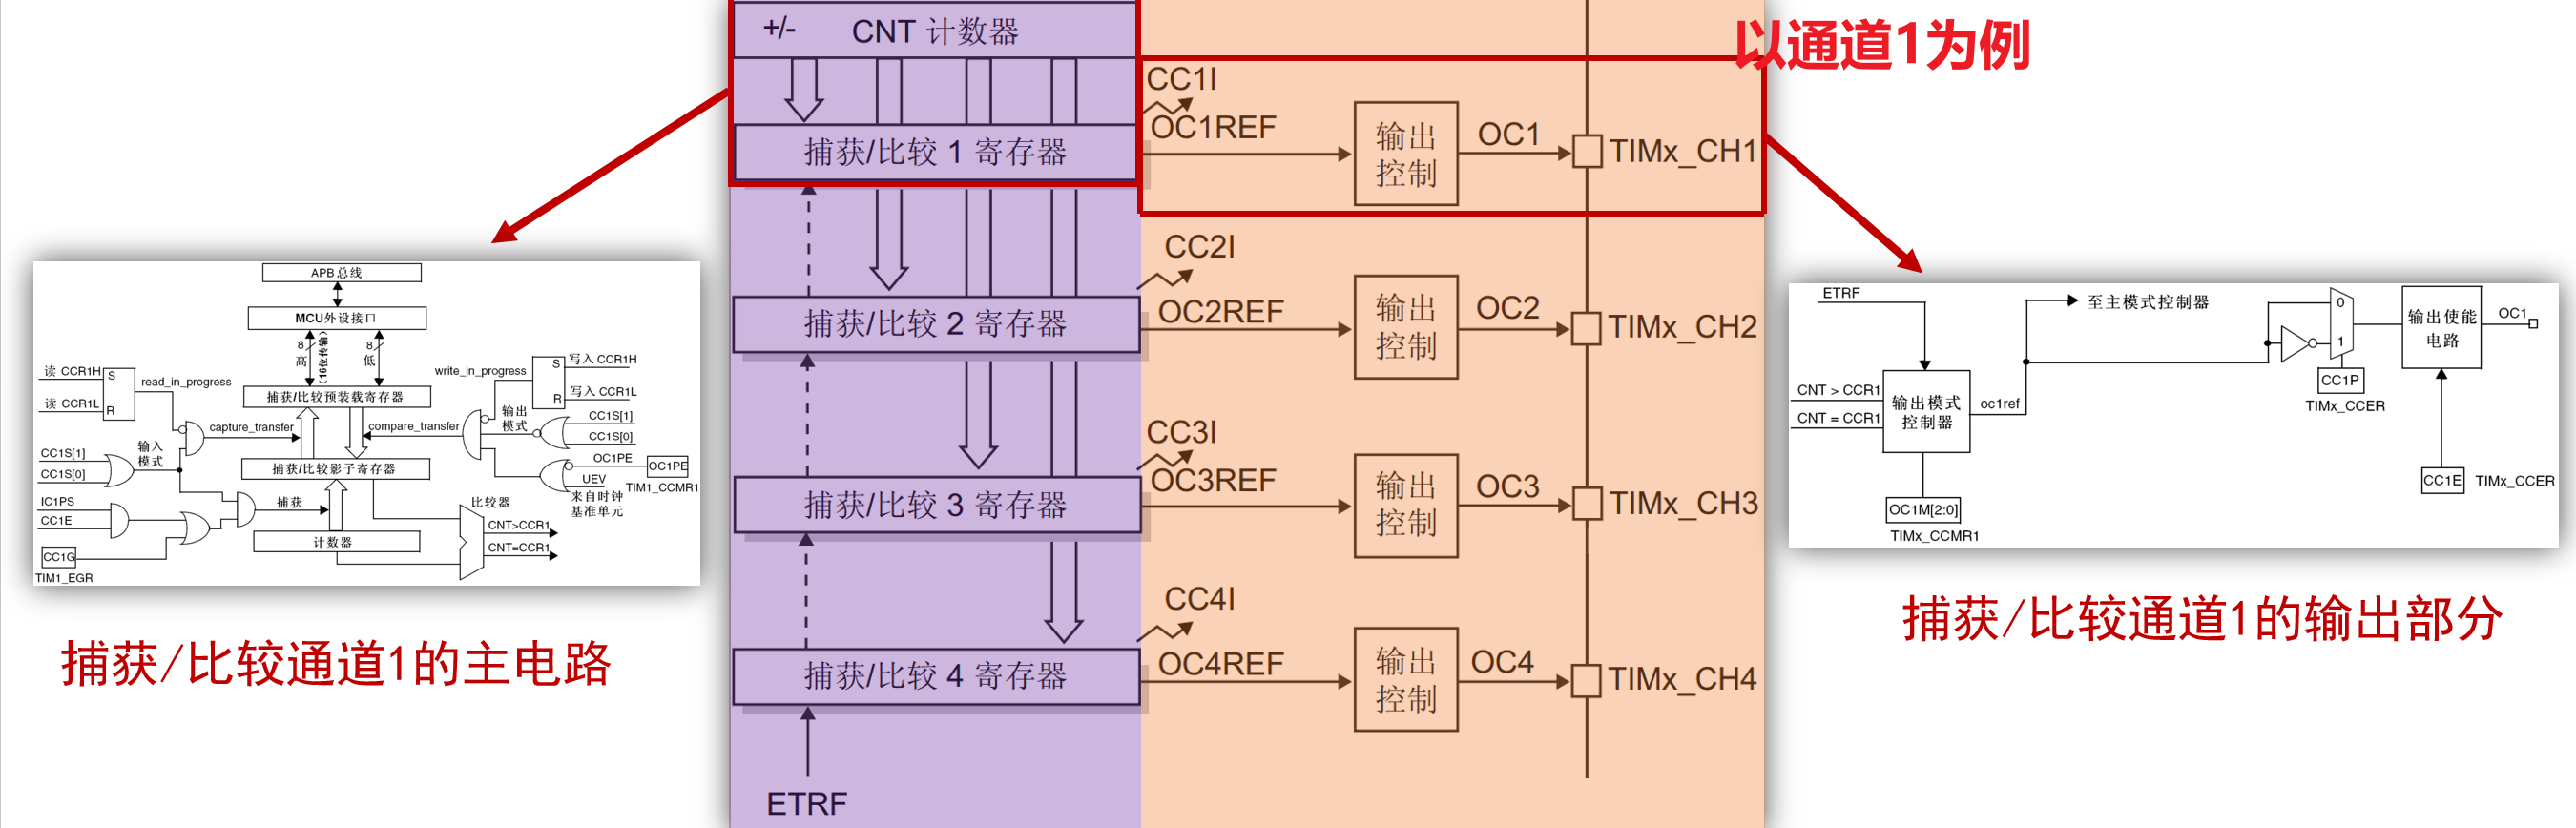 以通道1为例
+/- CNT 计数器
CC1I
捕获/比较 1 寄存器
OC1REF
输出
控制
OC1
TIMx_CH1
CC2I
捕获/比较 2 寄存器
OC2REF
输出
控制
OC2
TIMx_CH2
CC3I
捕获/比较 3 寄存器
OC3REF
输出
控制
OC3
TIMx_CH3
CC4I
捕获/比较 4 寄存器
OC4REF
输出
控制
OC4
TIMx_CH4
ETRF
APB总线
MCU外设接口
8
高
(16位传输)
8
低
读 CCR1H
S
读 CCR1L
R
read_in_progress
捕获/比较预装载寄存器
write_in_progress
S
写入 CCR1H
R
写入 CCR1L
输出
模式
CC1S[1]
CC1S[0]
capture_transfer
compare_transfer
输入
模式
CC1S[1]
CC1S[0]
捕获/比较影子寄存器
OC1PE
OC1PE
UEV
TIM1_CCMR1
来自时钟
基准单元
IC1PS
CC1E
捕获
比较器
CNT>CCR1
计数器
CNT=CCR1
CC1G
TIM1_EGR
捕获/比较通道1的主电路
ETRF
至主模式控制器
0
1
输出使能
电路
OC1
CC1P
TIMx_CCER
CNT > CCR1
CNT = CCR1
输出模式
控制器
oc1ref
CC1E
TIMx_CCER
OC1M[2:0]
TIMx_CCMR1
捕获/比较通道1的输出部分